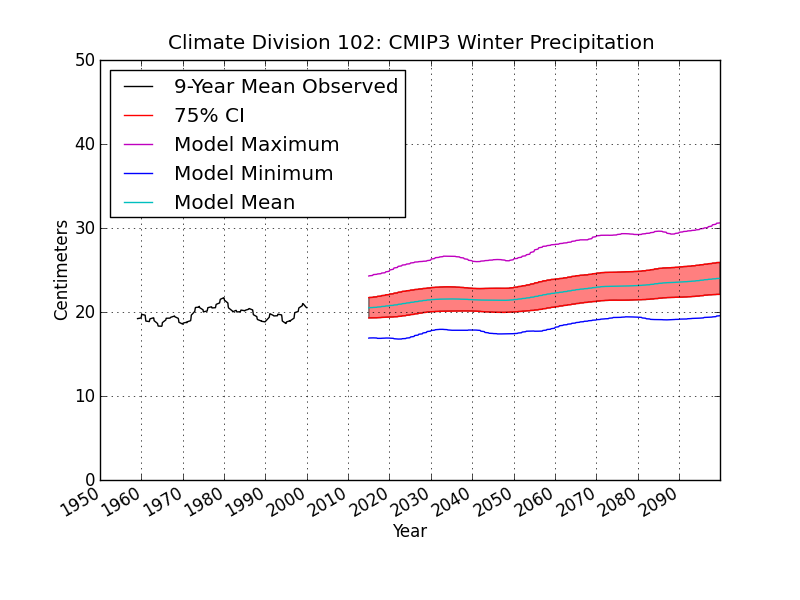 Climate Division 102: CMIP3 Winter Precipitation
50
40
30
20
10
0
Centimeters
9-Year Mean Observed
75% CI
Model Maximum
Model Minimum
Model Mean
1950
1960
1970
1980
1990
2000
2010
2020
2030
2040
2050
2060
2070
2080
2090
Year